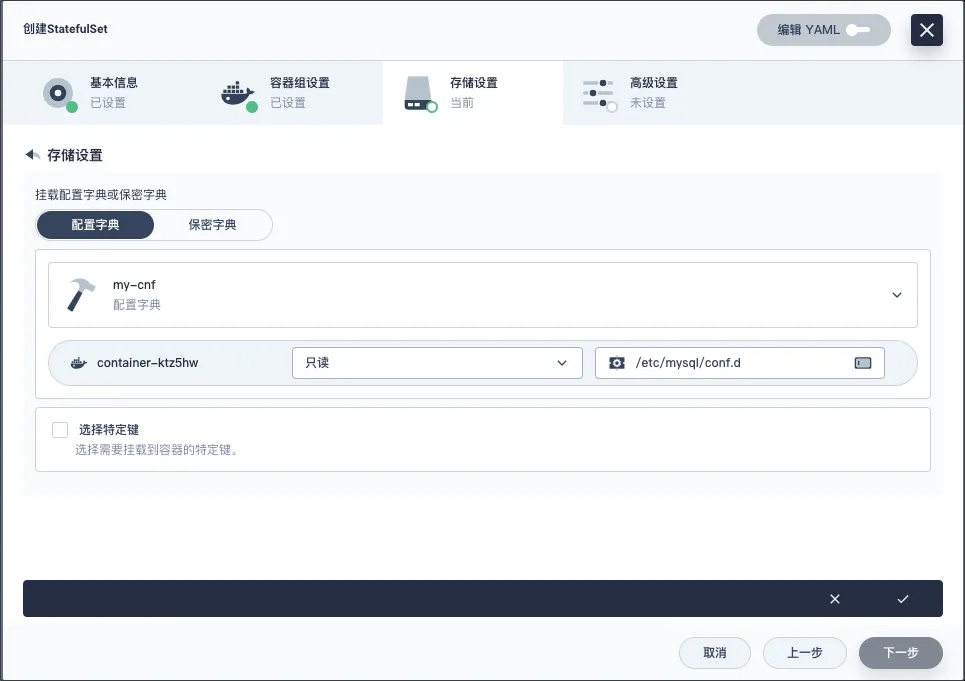 创建StatefulSet
编辑 YAML
基本信息
已设置
容器组设置
已设置
存储设置
当前
高级设置
未设置
存储设置
挂载配置字典或保密字典
配置字典
保密字典
my-cnf
配置字典
container-ktz5hw
只读
/etc/mysql/conf.d
选择特定键
选择需要挂载到容器的特定键。
取消
上一步
下一步